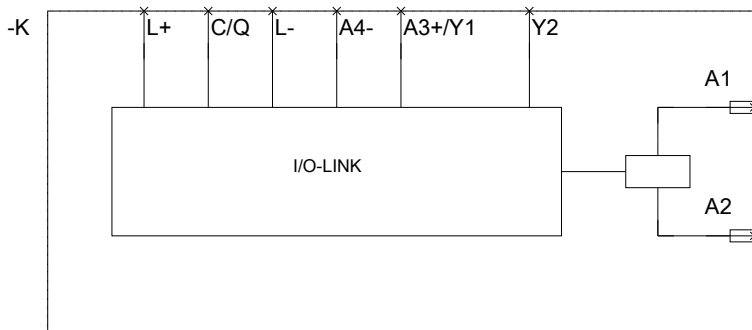 -K L+ C/Q L- A4- A3+/Y1 Y2
A1
I/O-LINK
A2